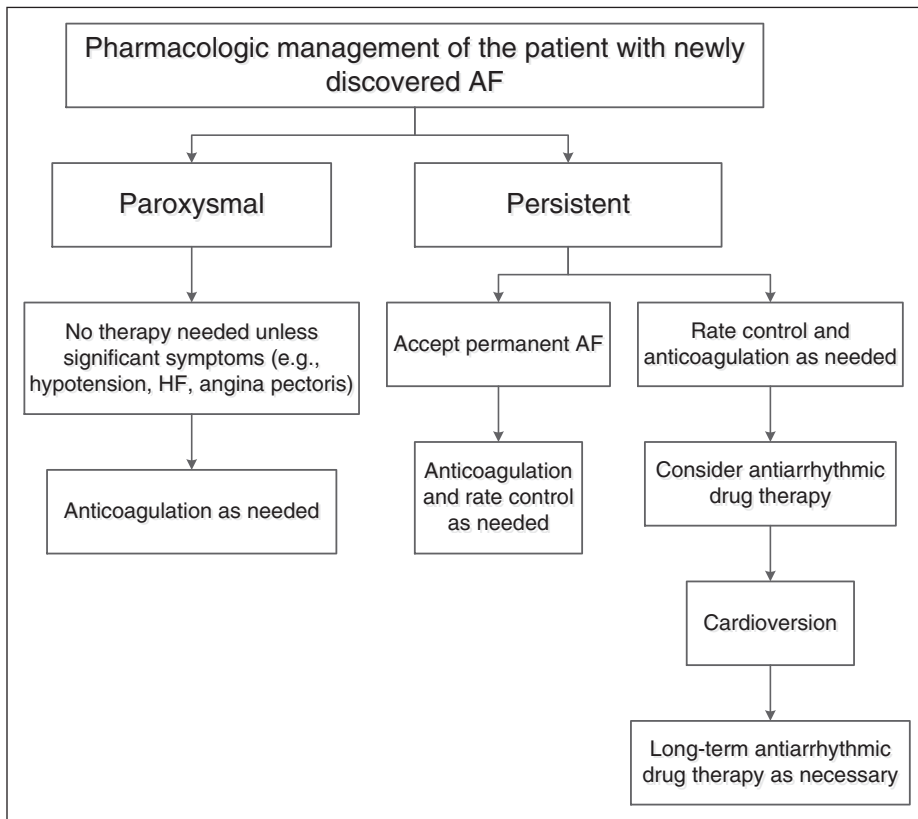 Pharmacologic management of the patient with newly
discovered AF
Paroxysmal
Persistent
No therapy needed unless
significant symptoms (e.g.,
hypotension, HF, angina pectoris)
Accept permanent AF
Rate control and
anticoagulation as needed
Anticoagulation as needed
Anticoagulation
and rate control
as needed
Consider antiarrhythmic
drug therapy
Cardioversion
Long-term antiarrhythmic
drug therapy as necessary